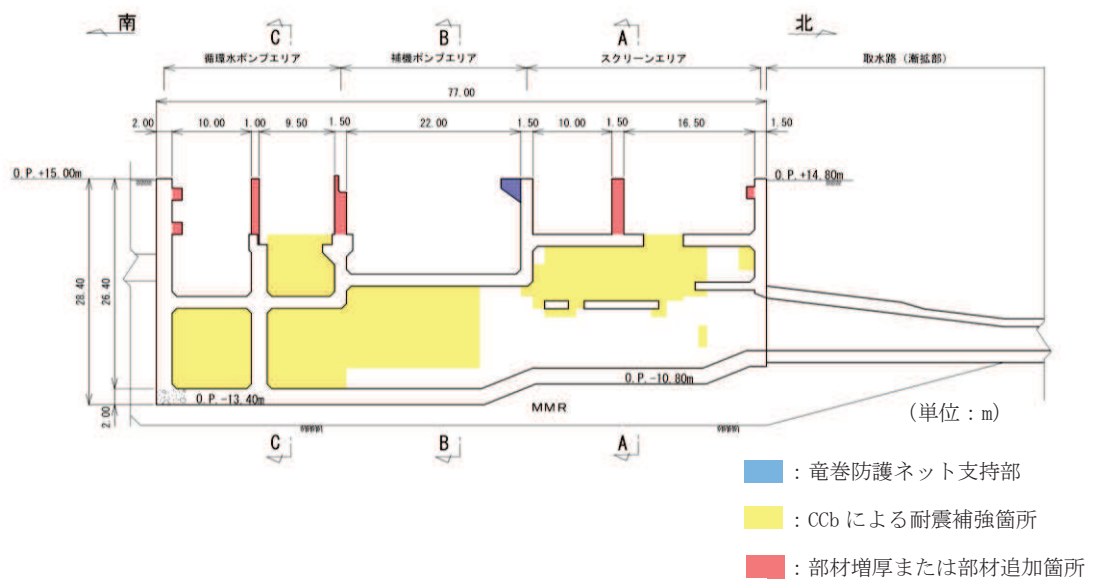 南 C B A 北
循環水ポンプエリア 補機ポンプエリア スクリーンエリア 取水路（漸拡部）
77.00
2.00 10.00 1.00 9.50 1.50 22.00 1.50 10.00 1.50 16.50 1.50
O.P.+15.00m O.P.+14.80m
28.40 26.40
O.P.-10.80m
O.P.-13.40m
2.00
MMR
C B A
（単位：m）
：竜巻防護ネット支持部
：CCbによる耐震補強箇所
：部材増厚または部材追加箇所